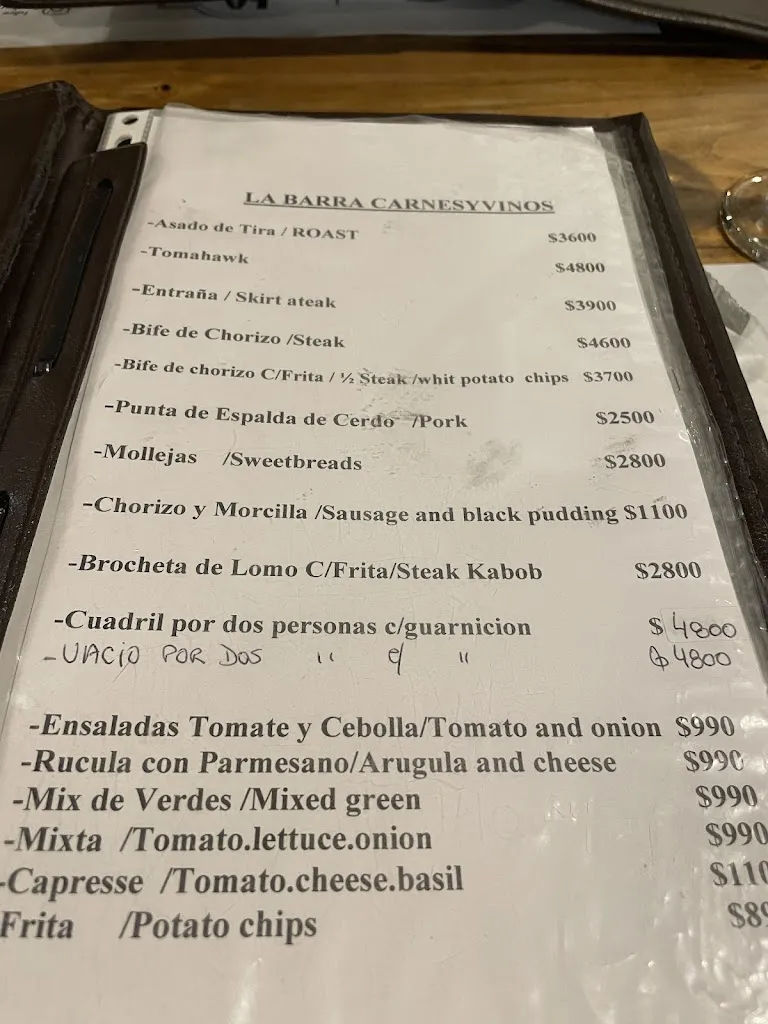 LA BARRA CARNESYVINOS
-Asado de Tira / ROAST $3600
-Tomahawk $4800
-Entraña / Skirt ateak $3900
-Bife de Chorizo /Steak $4600
-Bife de chorizo C/Frita / ½ Steak /whit potato chips $3700
-Punta de Espalda de Cerdo /Pork $2500
-Mollejas /Sweetbreads $2800
-Chorizo y Morcilla /Sausage and black pudding $1100
-Brocheta de Lomo C/Frita/Steak Kabob $2800
-Cuadril por dos personas c/guarnicion $ 4800
- VACIO POR DOS " c/ " $4800
-Ensaladas Tomate y Cebolla/Tomato and onion $990
-Rucula con Parmesano/Arugula and cheese $990
-Mix de Verdes /Mixed green $990
-Mixta /Tomato.lettuce.onion $990
-Capresse /Tomato.cheese.basil
Frita /Potato chips